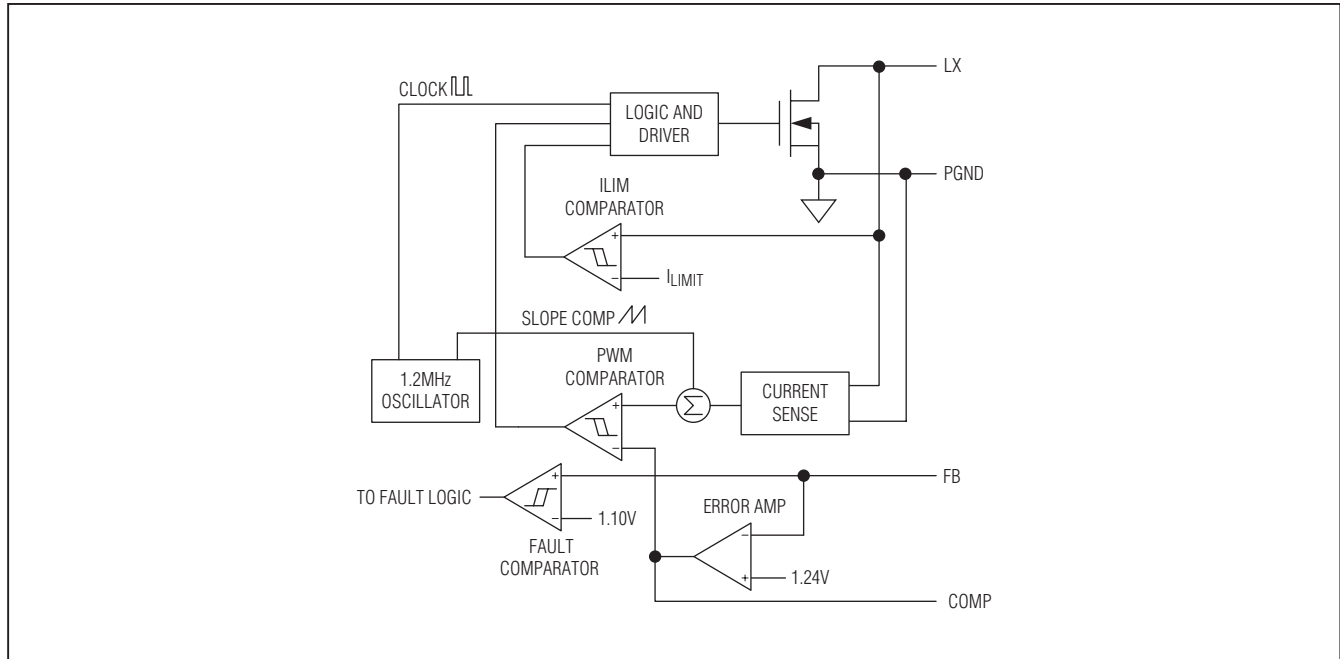 LX
CLOCK
LOGIC AND
DRIVER
PGND
ILIM
COMPARATOR
+
−
ILIMIT
SLOPE COMP
1.2MHz
OSCILLATOR
PWM
COMPARATOR
+
−
Σ
CURRENT
SENSE
FB
TO FAULT LOGIC
+
−
1.10V
FAULT
COMPARATOR
ERROR AMP
−
+
1.24V
COMP